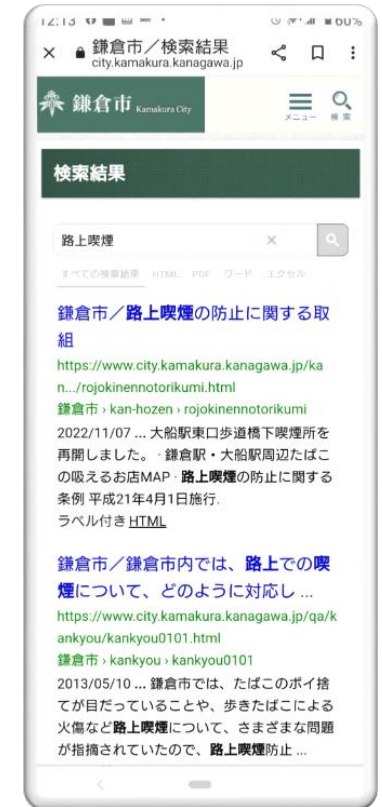 12:13
60%
鎌倉市／検索結果
city.kamakura.kanagawa.jp
鎌倉市 Kamakura City
メニュー 検索
検索結果
路上喫煙
すべての検索結果 HTML PDF ワード エクセル
鎌倉市／路上喫煙の防止に関する取
組
https://www.city.kamakura.kanagawa.jp/ka
n.../rojokinennotorikumi.html
鎌倉市 › kan-hozen › rojokinennotorikumi
2022/11/07 ... 大船駅東口歩道橋下喫煙所を
再開しました。 · 鎌倉駅・大船駅周辺たばこ
の吸えるお店MAP · 路上喫煙の防止に関する
条例 平成21年4月1日施行.
ラベル付き HTML
鎌倉市／鎌倉市内では、路上での喫
煙について、どのように対応し ...
https://www.city.kamakura.kanagawa.jp/qa/k
ankyou/kankyou0101.html
鎌倉市 › kankyou › kankyou0101
2013/05/10 ... 鎌倉市では、たばこのポイ捨
てが目だっていることや、歩きたばこによる
火傷など路上喫煙について、さまざまな問題
が指摘されていたので、路上喫煙防止 ...